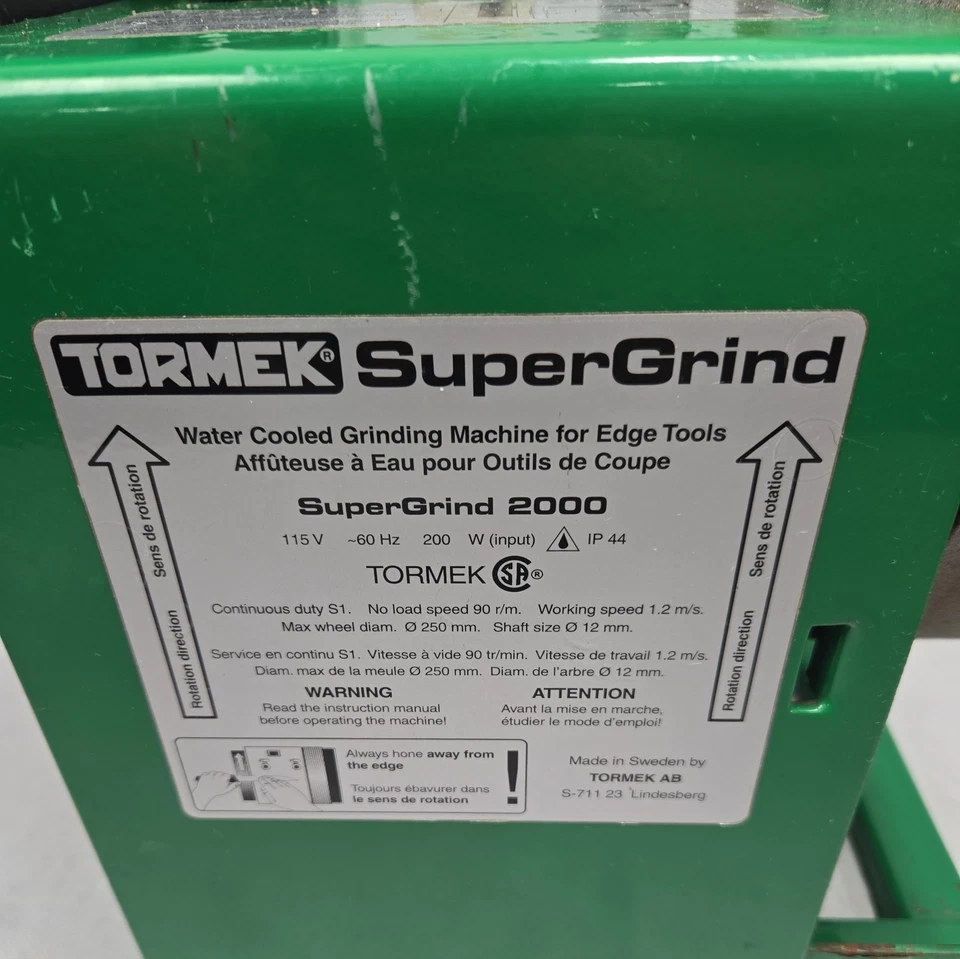 TORMEK® SuperGrind
Water Cooled Grinding Machine for Edge Tools
Affûteuse à Eau pour Outils de Coupe
SuperGrind 2000
115 V ~60 Hz 200 W (input) IP 44
TORMEK SA®
Continuous duty S1. No load speed 90 r/m. Working speed 1.2 m/s.
Max wheel diam. Ø 250 mm. Shaft size Ø 12 mm.
Service en continu S1. Vitesse à vide 90 tr/min. Vitesse de travail 1.2 m/s.
Diam. max de la meule Ø 250 mm. Diam. de l'arbre Ø 12 mm.
WARNING
Read the instruction manual
before operating the machine!
ATTENTION
Avant la mise en marche,
étudier le mode d'emploi!
Always hone away from
the edge
Toujours ébavurer dans
le sens de rotation
!
Made in Sweden by
TORMEK AB
S-711 23 Lindesberg
Rotation direction Sens de rotation
Rotation direction Sens de rotation